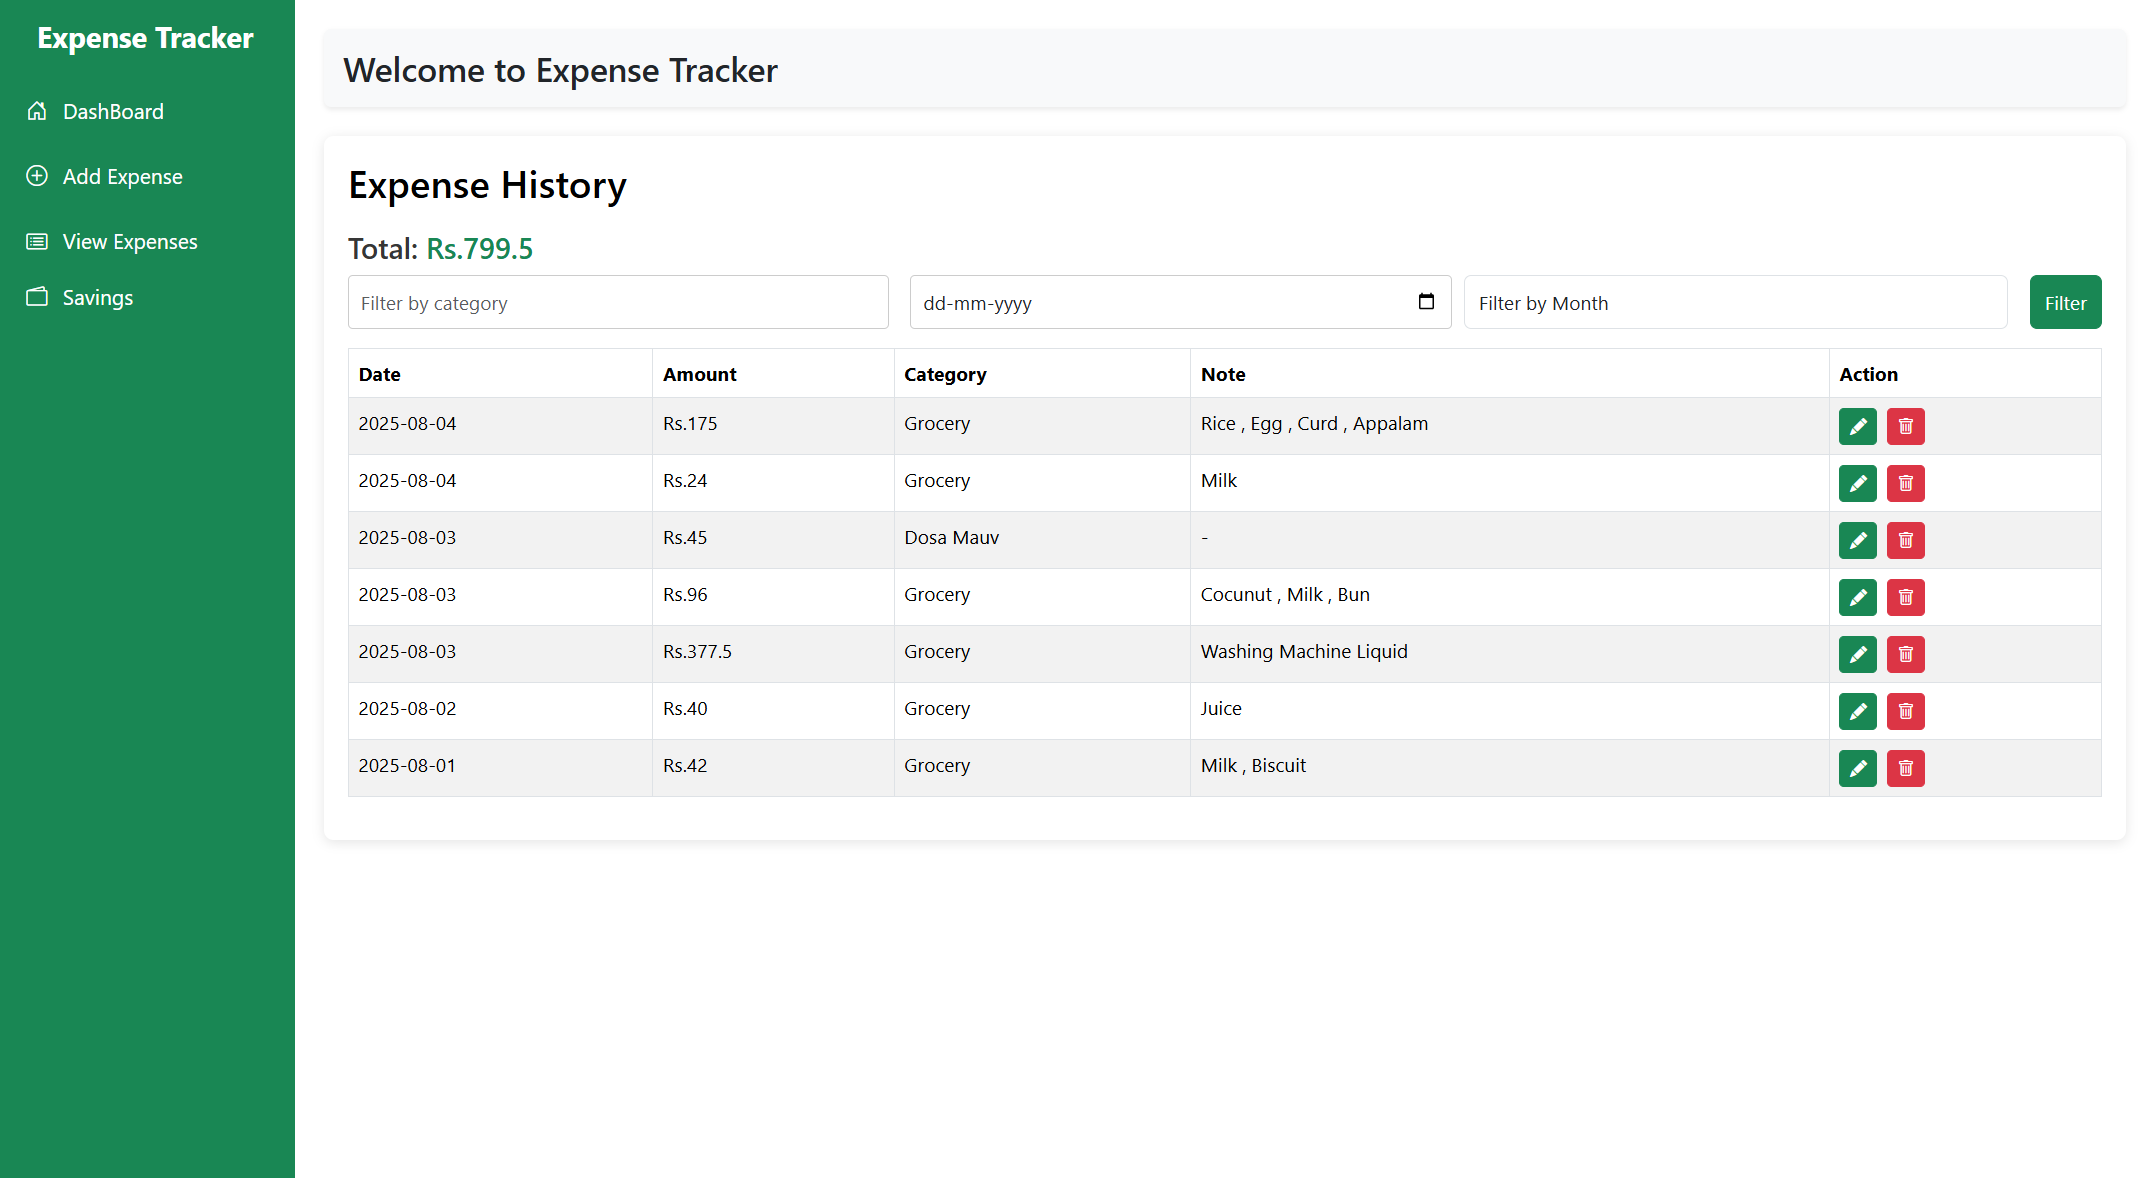 Expense Tracker
DashBoard
Add Expense
View Expenses
Savings
Welcome to Expense Tracker
Expense History
Total: Rs.799.5
Filter by category dd-mm-yyyy Filter by Month Filter
Date Amount Category Note Action
2025-08-04 Rs.175 Grocery Rice , Egg , Curd , Appalam
2025-08-04 Rs.24 Grocery Milk
2025-08-03 Rs.45 Dosa Mauv -
2025-08-03 Rs.96 Grocery Cocunut , Milk , Bun
2025-08-03 Rs.377.5 Grocery Washing Machine Liquid
2025-08-02 Rs.40 Grocery Juice
2025-08-01 Rs.42 Grocery Milk , Biscuit